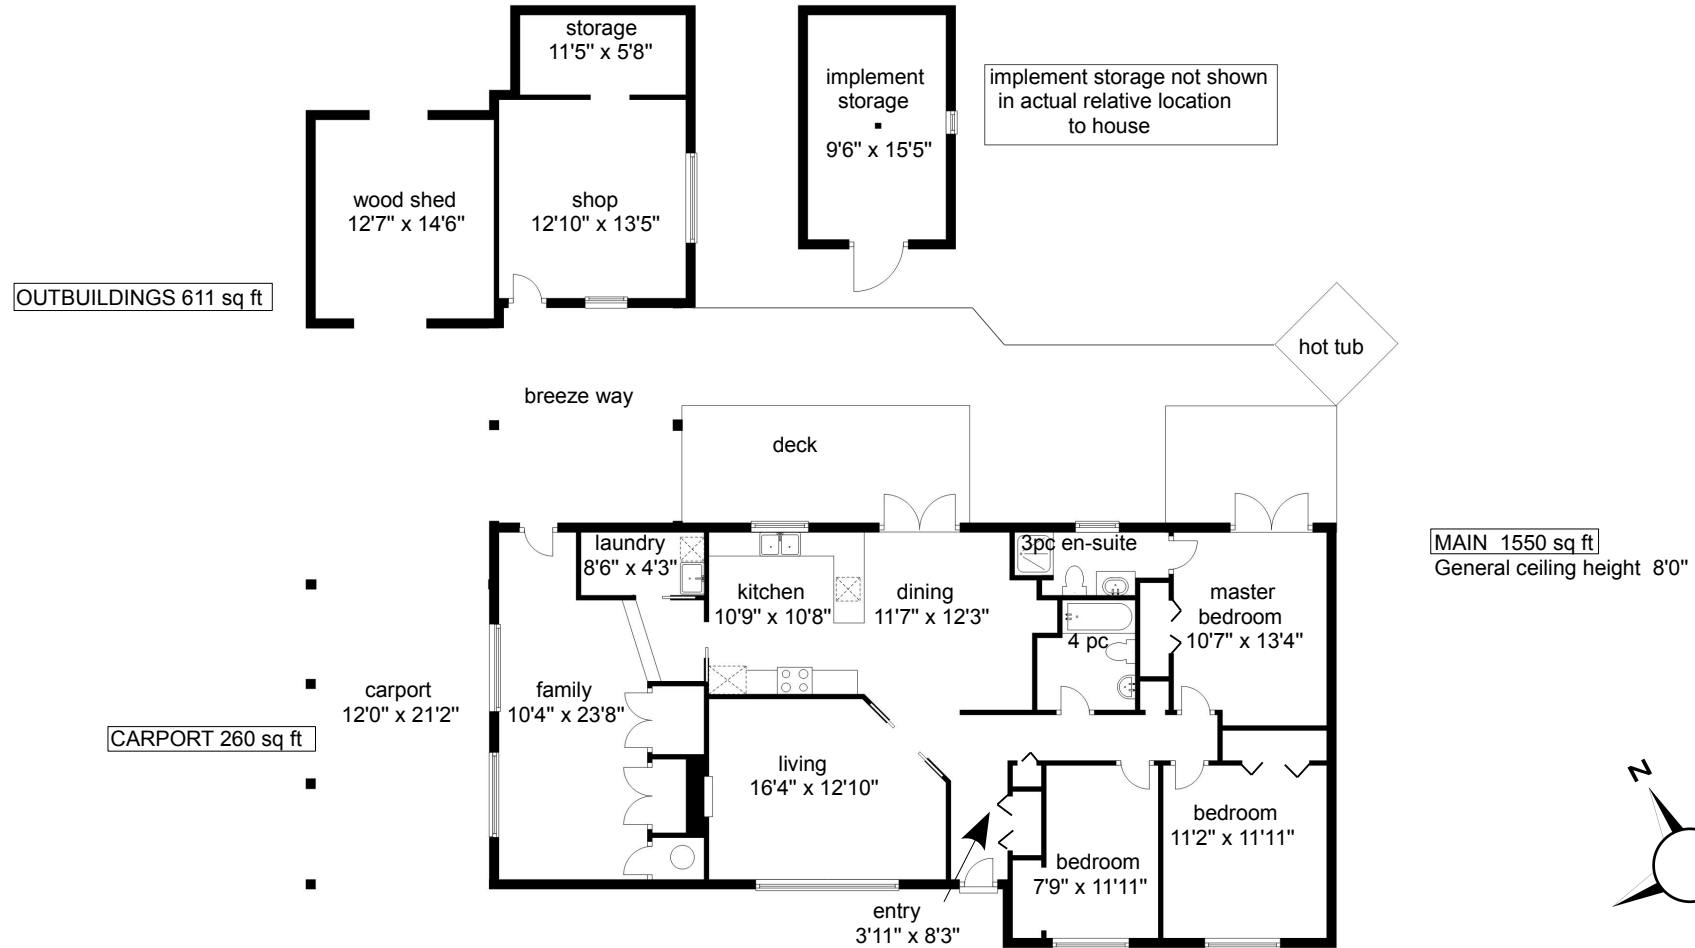 storage
11'5" x 5'8"
implement
storage
9'6" x 15'5"
implement storage not shown
in actual relative location
to house
wood shed
12'7" x 14'6"
shop
12'10" x 13'5"
OUTBUILDINGS 611 sq ft
hot tub
breeze way
deck
laundry
8'6" x 4'3"
3pc en-suite
MAIN 1550 sq ft
General ceiling height 8'0"
kitchen
10'9" x 10'8"
dining
11'7" x 12'3"
master
bedroom
10'7" x 13'4"
4 pc
carport
12'0" x 21'2"
family
10'4" x 23'8"
CARPORT 260 sq ft
living
16'4" x 12'10"
N
bedroom
11'2" x 11'11"
bedroom
7'9" x 11'11"
entry
3'11" x 8'3"